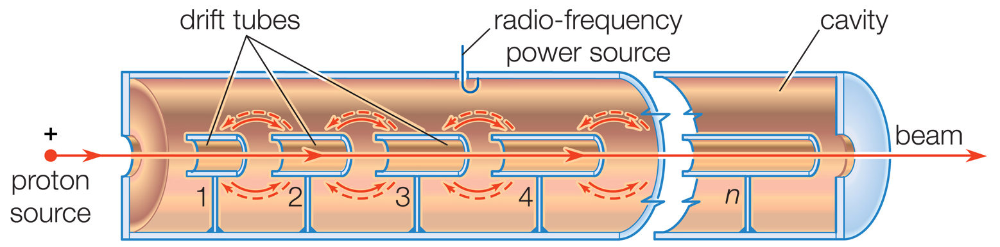 drift tubes
radio-frequency
power source
cavity
+
proton
source
beam
1
2
3
4
n